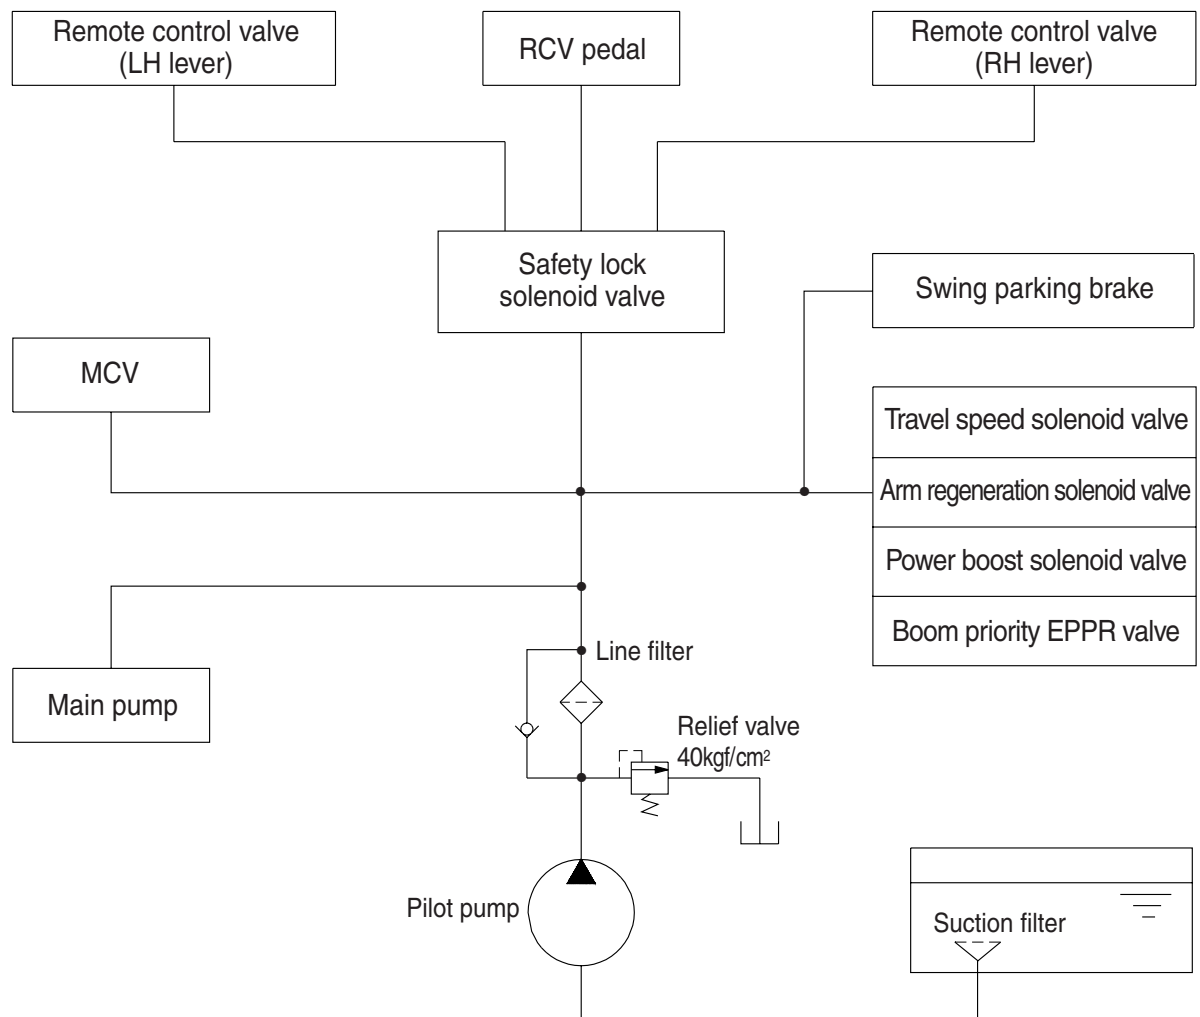 Remote control valve
(LH lever)
RCV pedal
Remote control valve
(RH lever)
Safety lock
solenoid valve
Swing parking brake
MCV
Travel speed solenoid valve
Arm regeneration solenoid valve
Power boost solenoid valve
Boom priority EPPR valve
Line filter
Main pump
Relief valve
40kgf/cm²
Pilot pump
Suction filter